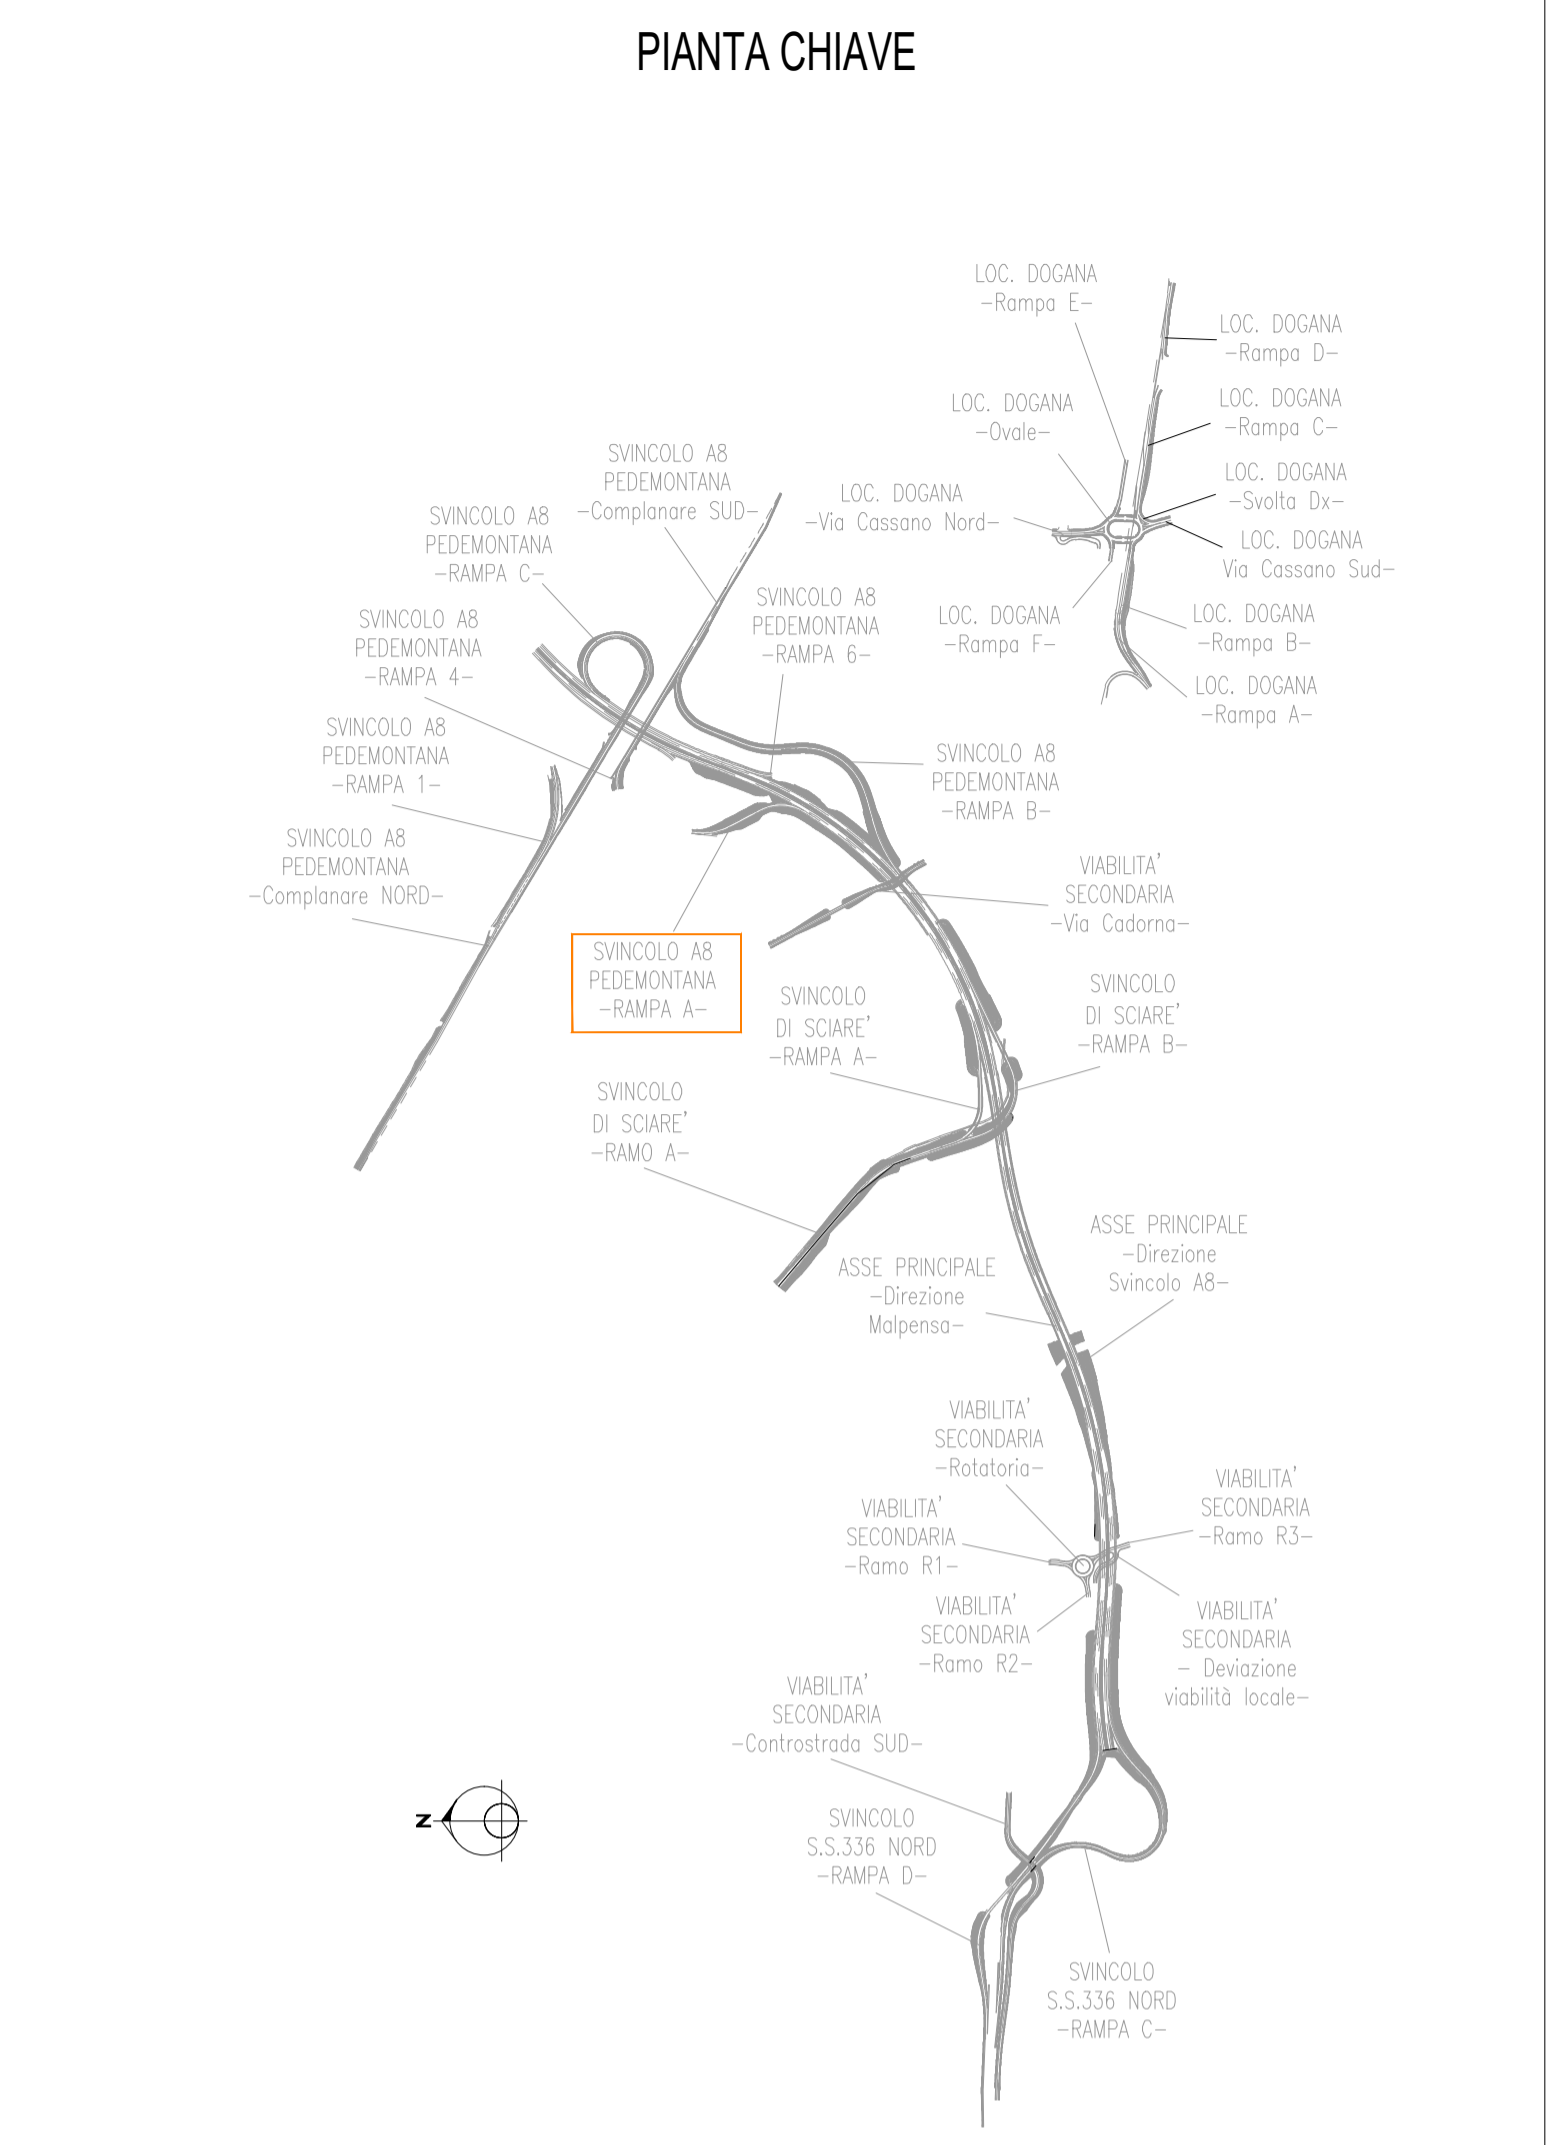 PIANTA CHIAVE
LOC. DOGANA
-Rampa E-
LOC. DOGANA
-Rampa D-
LOC. DOGANA
-Ovale-
LOC. DOGANA
-Rampa C-
SVINCOLO A8
PEDEMONTANA
-Complanare SUD-
LOC. DOGANA
-Via Cassano Nord-
LOC. DOGANA
-Svolta Dx-
SVINCOLO A8
PEDEMONTANA
-RAMPA C-
LOC. DOGANA
Via Cassano Sud-
SVINCOLO A8
PEDEMONTANA
-RAMPA 4-
SVINCOLO A8
PEDEMONTANA
-RAMPA 6-
LOC. DOGANA
-Rampa F-
LOC. DOGANA
-Rampa B-
LOC. DOGANA
-Rampa A-
SVINCOLO A8
PEDEMONTANA
-RAMPA 1-
SVINCOLO A8
PEDEMONTANA
-RAMPA B-
SVINCOLO A8
PEDEMONTANA
-Complanare NORD-
VIABILITA'
SECONDARIA
-Via Cadorna-
SVINCOLO A8
PEDEMONTANA
-RAMPA A-
SVINCOLO
DI SCIARE'
-RAMPA A-
SVINCOLO
DI SCIARE'
-RAMPA B-
SVINCOLO
DI SCIARE'
-RAMO A-
ASSE PRINCIPALE
-Direzione
Svincolo A8-
ASSE PRINCIPALE
-Direzione
Malpensa-
VIABILITA'
SECONDARIA
-Rotatoria-
VIABILITA'
SECONDARIA
-Ramo R3-
VIABILITA'
SECONDARIA
-Ramo R1-
VIABILITA'
SECONDARIA
-Ramo R2-
VIABILITA'
SECONDARIA
- Deviazione
viabilità locale-
VIABILITA'
SECONDARIA
-Controstrada SUD-
N
SVINCOLO
S.S.336 NORD
-RAMPA D-
SVINCOLO
S.S.336 NORD
-RAMPA C-